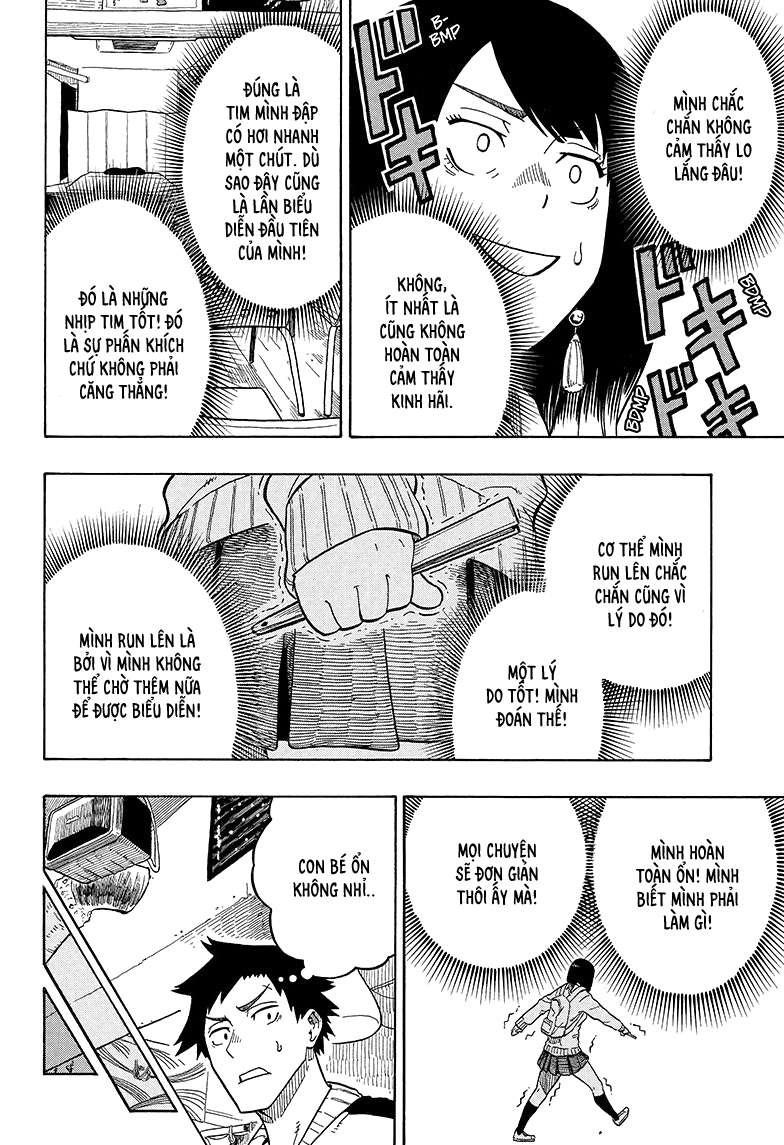 MÌNH CHẮC
CHẮN KHÔNG
CẢM THẤY LO
LẮNG ĐÂU!
B-
BMP
ドキ
KHÔNG,
ÍT NHẤT LÀ
CŨNG KHÔNG
HOÀN TOÀN
CẢM THẤY
KINH HÃI.
BDMP
ドキ
BDMP
ドキ
ĐÚNG LÀ
TIM MÌNH ĐẬP
CÓ HƠI NHANH
MỘT CHÚT. DÙ
SAO ĐÂY CŨNG
LÀ LẦN BIỂU
DIỄN ĐẦU TIÊN
CỦA MÌNH!
ĐÓ LÀ NHỮNG
NHỊP TIM TỐT! ĐÓ
LÀ SỰ PHẤN KHÍCH
CHỨ KHÔNG PHẢI
CĂNG THẲNG!
CƠ THỂ MÌNH
RUN LÊN CHẮC
CHẮN CŨNG VÌ
LÝ DO ĐÓ!
MỘT LÝ
DO TỐT! MÌNH
ĐOÁN THẾ!
MÌNH RUN LÊN LÀ
BỞI VÌ MÌNH KHÔNG
THỂ CHỜ THÊM NỮA
ĐỂ ĐƯỢC BIỂU DIỄN!
MÌNH HOÀN
TOÀN ỔN! MÌNH
BIẾT MÌNH PHẢI
LÀM GÌ!
MỌI CHUYỆN
SẼ ĐƠN GIẢN
THÔI ẤY MÀ!
CON BÉ ỔN
KHÔNG NHỈ..